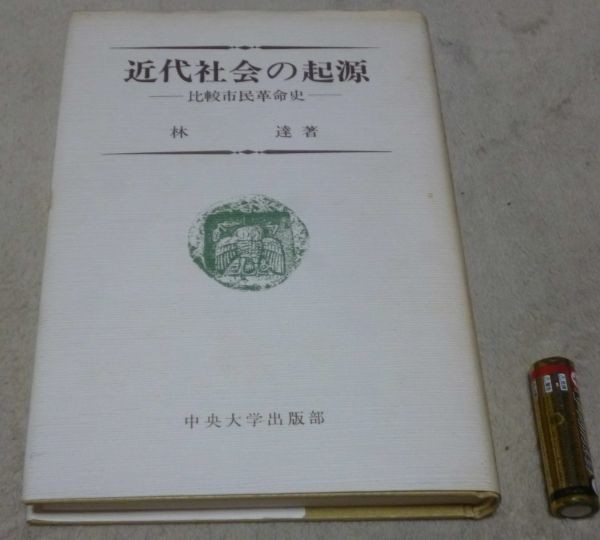 近代社会の起源
—比較市民革命史—
林 達著
中央大学出版部